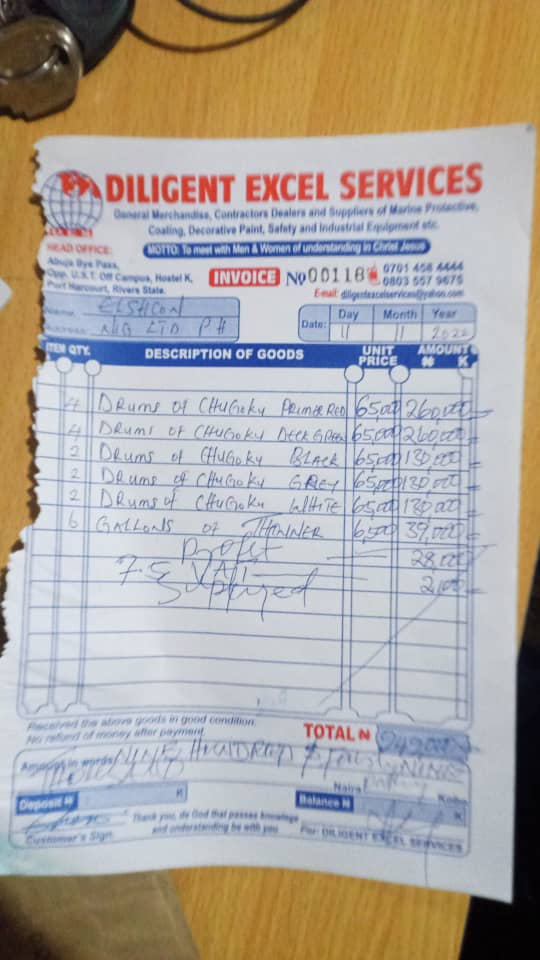 DILIGENT EXCEL SERVICES
General Merchandise, Contractors Dealers and Suppliers of Marine Protective,
Coating, Decorative Paint, Safety and Industrial Equipment etc.
HEAD OFFICE:
MOTTO: To meet with Men & Women of understanding in Christ Jesus
Abuja Bye Pass,
Opp. U.S.T. Off Campus, Hostel K,
Port Harcourt, Rivers State.
INVOICE No 00118
0701 458 4444
0803 557 9675
E-mail: diligentexcelservices@yahoo.com
Name: ELSHCON
Address: NIG LTD PH
Date: Day Month Year
11 11 2022
ITEM QTY. DESCRIPTION OF GOODS UNIT PRICE AMOUNT
N K
4 DRUMS OF CHUGOKU PRIMER RED 65,000 260,000
4 DRUMS OF CHUGOKU DECK GREEN 65,000 260,000
2 DRUMS of CHUGOKU BLACK 65,000 130,000
2 DRUMS of CHUGOKU GREY 65,000 130,000
2 DRUMS of CHUGOKU WHITE 65,000 130,000
6 GALLONS OF THINNER 6,500 39,000
Profit 28,000
7.5 VAT 2,100
Supplyed
Received the above goods in good condition.
No refund of money after payment.
TOTAL N
Amount in words NINE HUNDRED & FOURTY NINE
THOUSAND Naira Kobo
Deposit N K
Balance N K
Thank you, de God that passes knowlege
and understanding be with you
Customer's Sign.
For: DILIGENT EXCEL SERVICES